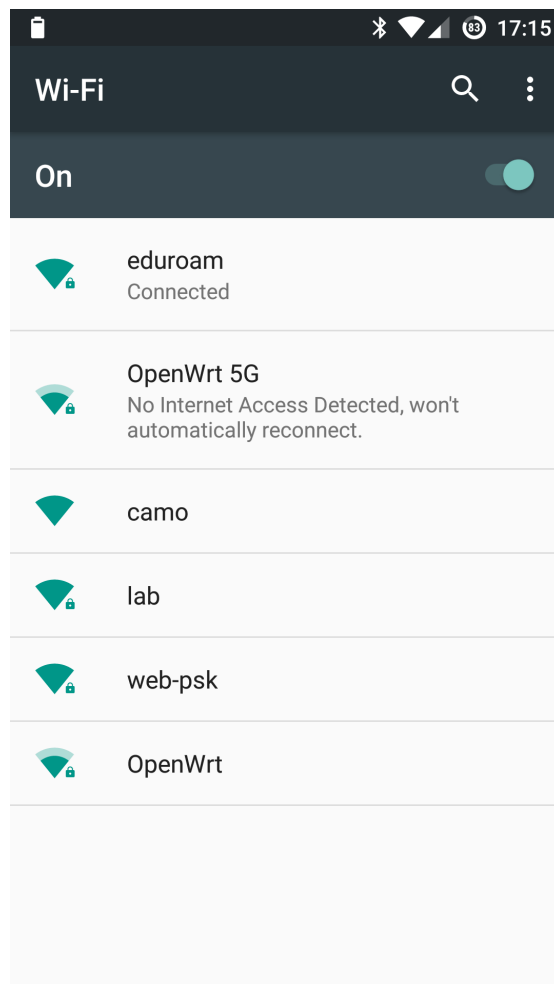 83 17:15
Wi-Fi
On
eduroam
Connected
OpenWrt 5G
No Internet Access Detected, won't
automatically reconnect.
camo
lab
web-psk
OpenWrt